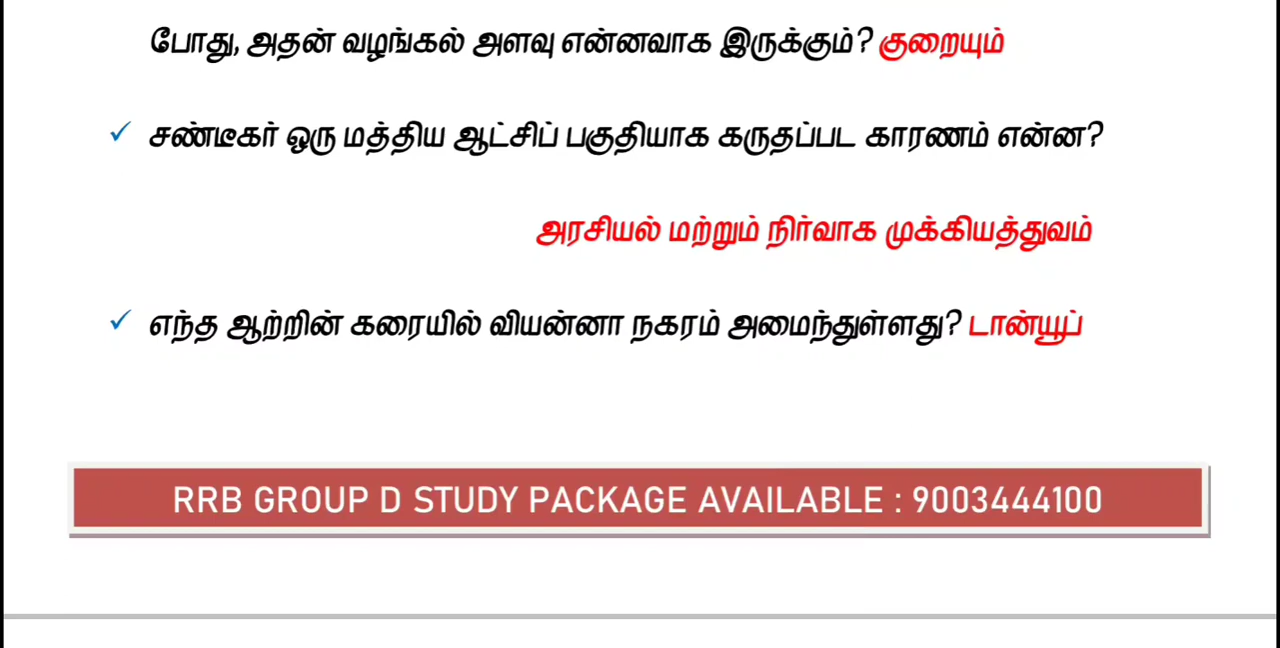 போது, அதன் வழங்கல் அளவு என்னவாக இருக்கும்? குறையும்
✓ சண்டீகர் ஒரு மத்திய ஆட்சிப் பகுதியாக கருதப்பட காரணம் என்ன?
அரசியல் மற்றும் நிர்வாக முக்கியத்துவம்
✓ எந்த ஆற்றின் கரையில் வியன்னா நகரம் அமைந்துள்ளது? டான்யூப்
RRB GROUP D STUDY PACKAGE AVAILABLE : 9003444100